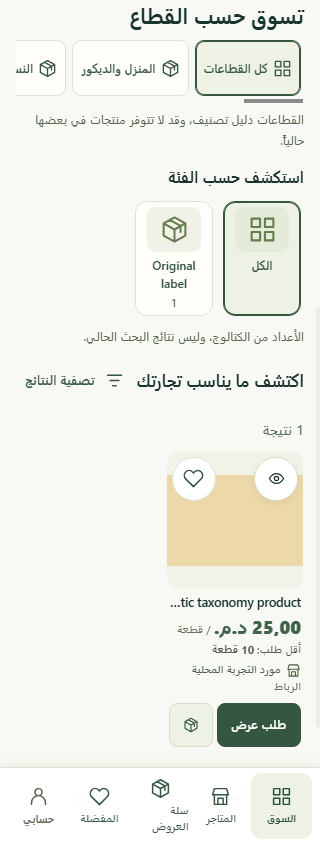 تسوق حسب القطاع
كل القطاعات
المنزل والديكور
النس
القطاعات دليل تصنيف، وقد لا تتوفر منتجات في بعضها
حالياً.
استكشف حسب الفئة
الكل
Original
label
1
الأعداد من الكتالوج، وليس نتائج البحث الحالي.
اكتشف ما يناسب تجارتك
تصفية النتائج
1 نتيجة
...tic taxonomy product
25,00 د.م. / قطعة
أقل طلب: 10 قطعة
مورد التجربة المحلية
الرباط
طلب عرض
السوق
المتاجر
سلة
العروض
المفضلة
حسابي